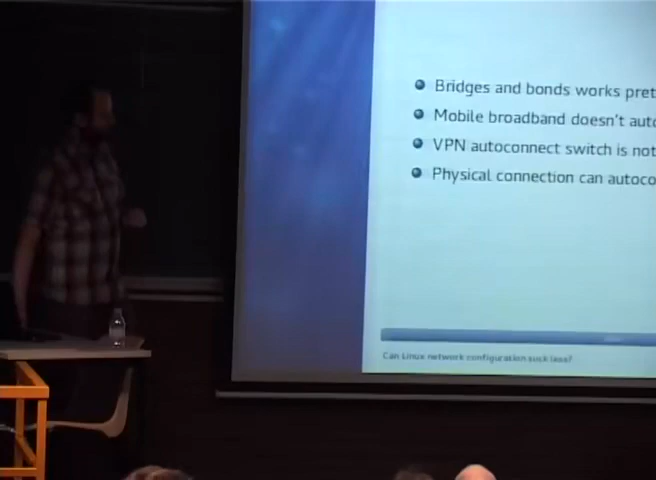 Bridges and bonds works pret
Mobile broadband doesn't auto
VPN autoconnect switch is not
Physical connection can autoco
Can Linux network configuration suck less?